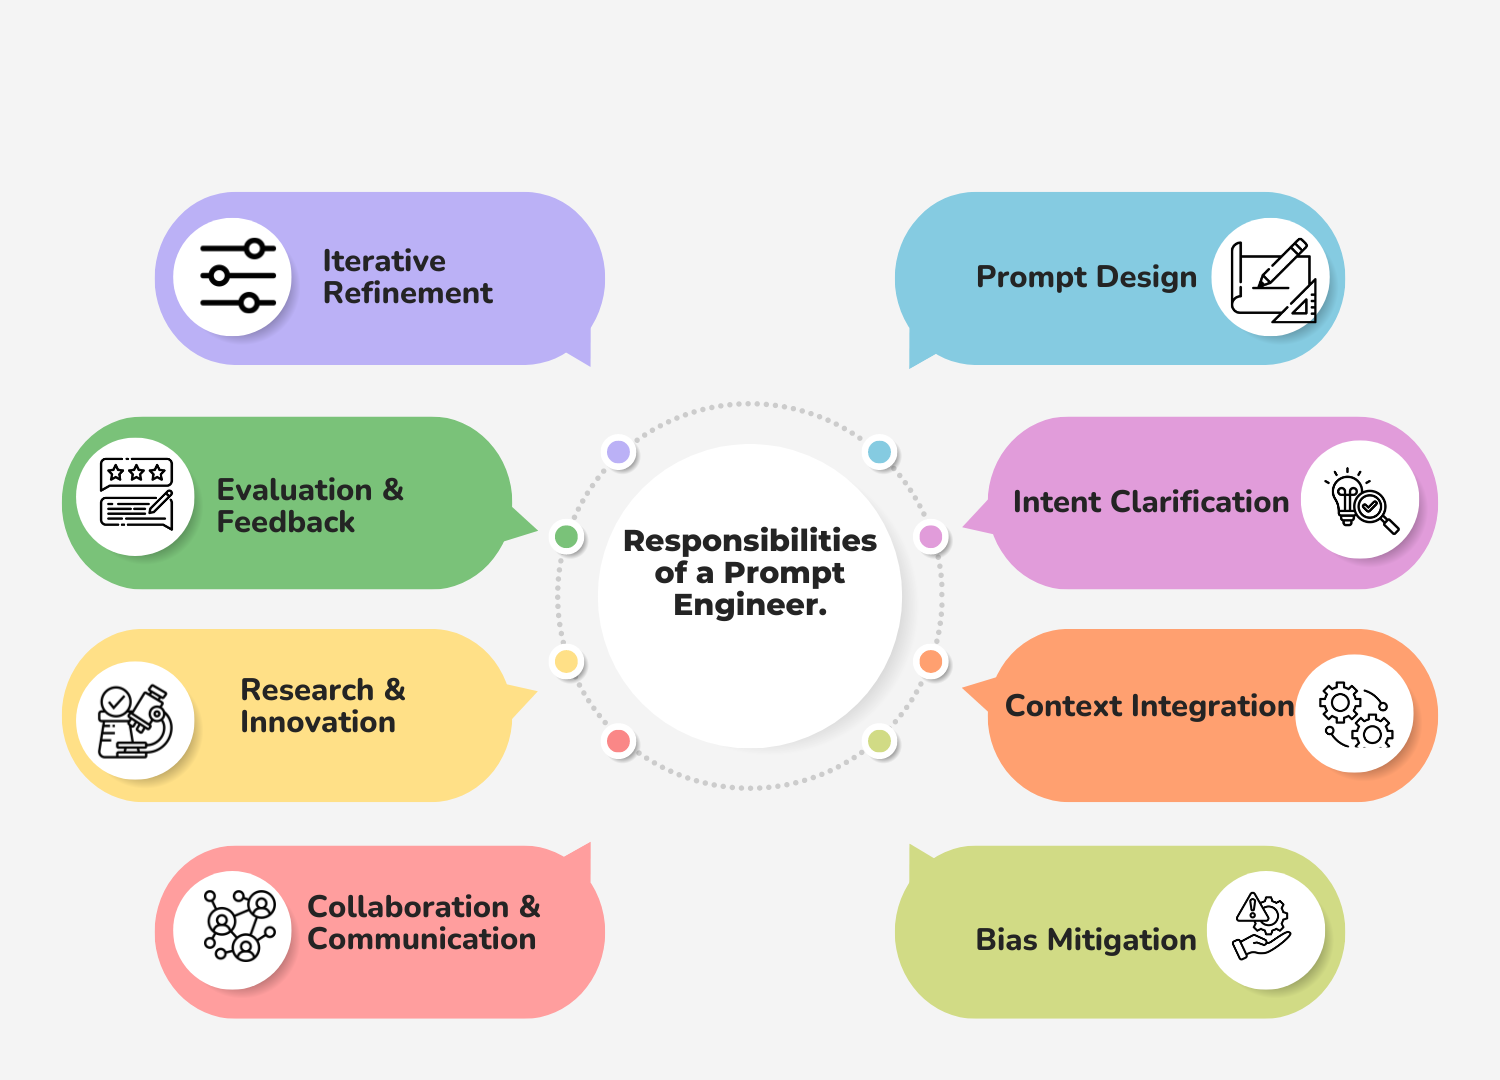 Iterative
Refinement
Prompt Design
Evaluation &
Feedback
Intent Clarification
Responsibilities
of a Prompt
Engineer.
Research &
Innovation
Context Integration
Collaboration &
Communication
Bias Mitigation